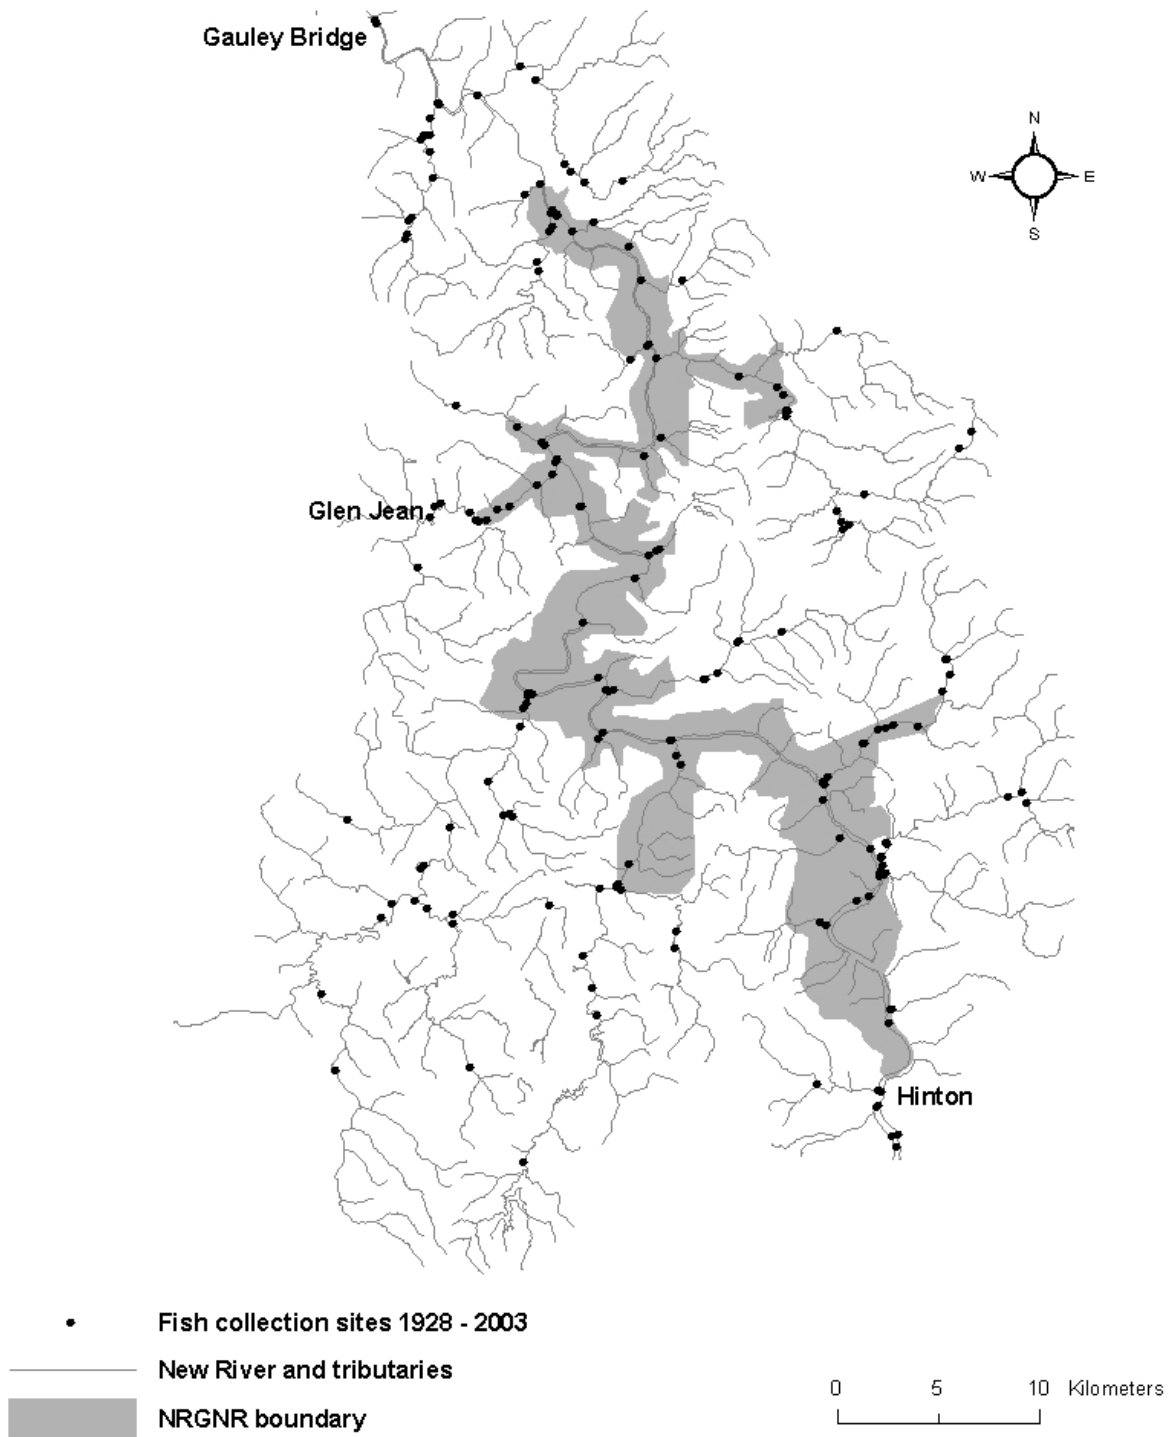 Gauley Bridge
N
W E
S
Glen Jean
Hinton
Fish collection sites 1928 - 2003
New River and tributaries
NRGNR boundary
0 5 10 Kilometers